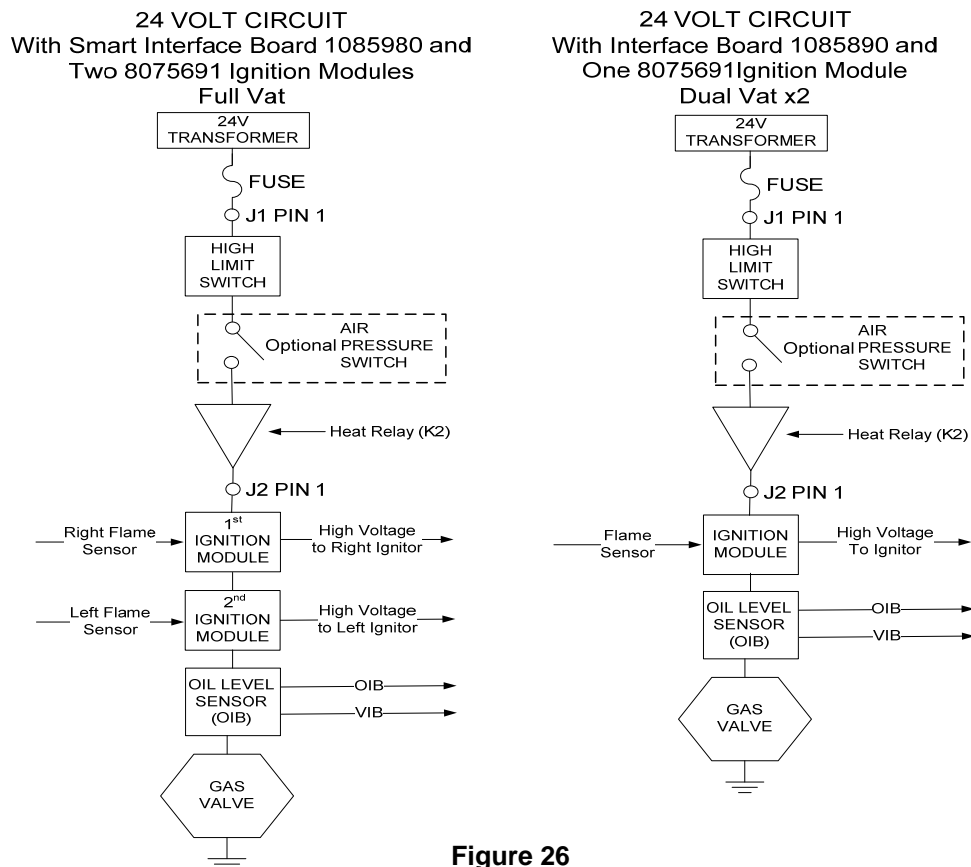 24 VOLT CIRCUIT
With Smart Interface Board 1085980 and
Two 8075691 Ignition Modules
Full Vat
24V
TRANSFORMER
FUSE
J1 PIN 1
HIGH
LIMIT
SWITCH
AIR
Optional PRESSURE
SWITCH
Heat Relay (K2)
J2 PIN 1
Right Flame
Sensor
1st
IGNITION
MODULE
High Voltage
to Right Ignitor
Left Flame
Sensor
2nd
IGNITION
MODULE
High Voltage
to Left Ignitor
OIL LEVEL
SENSOR
(OIB)
OIB
VIB
GAS
VALVE
24 VOLT CIRCUIT
With Interface Board 1085890 and
One 8075691Ignition Module
Dual Vat x2
24V
TRANSFORMER
FUSE
J1 PIN 1
HIGH
LIMIT
SWITCH
AIR
Optional PRESSURE
SWITCH
Heat Relay (K2)
J2 PIN 1
Flame
Sensor
IGNITION
MODULE
High Voltage
To Ignitor
OIL LEVEL
SENSOR
(OIB)
OIB
VIB
GAS
VALVE
Figure 26